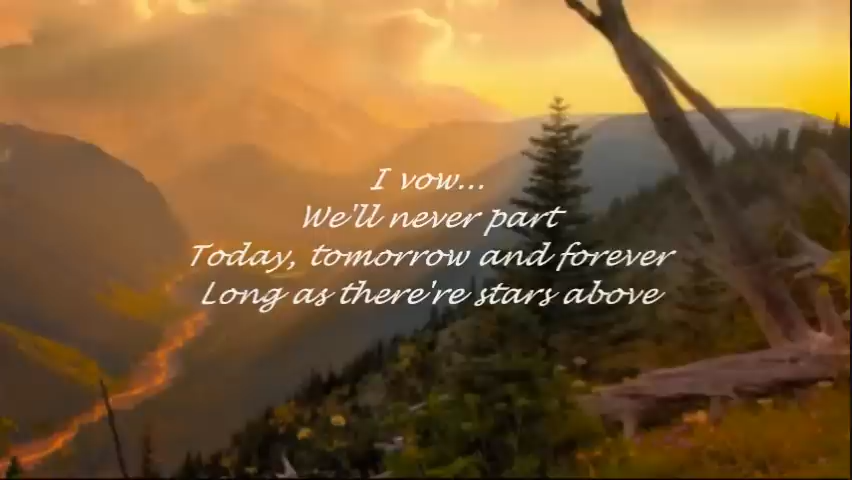 I vow...
We'll never part
Today, tomorrow and forever
Long as there're stars above